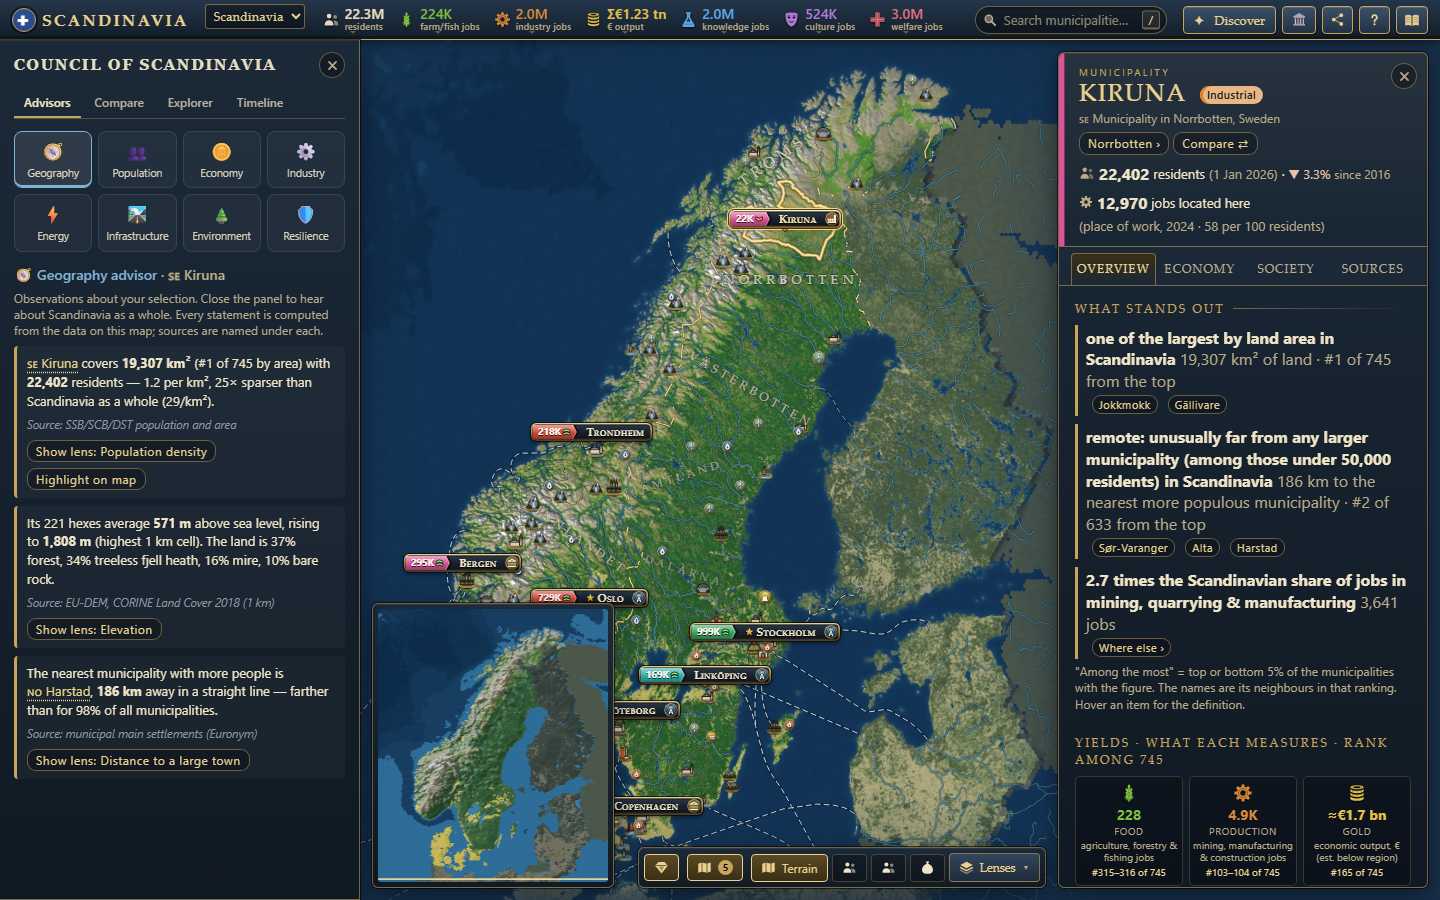 SCANDINAVIA
Scandinavia
22.3M
residents
224K
farm/fish jobs
2.0M
industry jobs
Σ€1.23 tn
€ output
2.0M
knowledge jobs
524K
culture jobs
3.0M
welfare jobs
Search municipalitie...
/
Discover
?
COUNCIL OF SCANDINAVIA
Advisors
Compare
Explorer
Timeline
Geography
Population
Economy
Industry
Energy
Infrastructure
Environment
Resilience
Geography advisor · SE Kiruna
Observations about your selection. Close the panel to hear
about Scandinavia as a whole. Every statement is computed
from the data on this map; sources are named under each.
SE Kiruna covers 19,307 km² (#1 of 745 by area) with
22,402 residents — 1.2 per km², 25× sparser than
Scandinavia as a whole (29/km²).
Source: SSB/SCB/DST population and area
Show lens: Population density
Highlight on map
Its 221 hexes average 571 m above sea level, rising
to 1,808 m (highest 1 km cell). The land is 37%
forest, 34% treeless fjell heath, 16% mire, 10% bare
rock.
Source: EU-DEM, CORINE Land Cover 2018 (1 km)
Show lens: Elevation
The nearest municipality with more people is
NO Harstad, 186 km away in a straight line — farther
than for 98% of all municipalities.
Source: municipal main settlements (Euronym)
Show lens: Distance to a large town
22K KIRUNA
NORRBOTTEN
VÄSTERBOTTEN
218K TRONDHEIM
295K BERGEN
729K ★ OSLO
DALARNA
999K ★ STOCKHOLM
169K LINKÖPING
ÖTEBORG
COPENHAGEN
5
Terrain
Lenses
MUNICIPALITY
KIRUNA
Industrial
SE Municipality in Norrbotten, Sweden
Norrbotten ›
Compare ⇄
22,402 residents (1 Jan 2026) · ▼ 3.3% since 2016
12,970 jobs located here
(place of work, 2024 · 58 per 100 residents)
OVERVIEW
ECONOMY
SOCIETY
SOURCES
WHAT STANDS OUT
one of the largest by land area in
Scandinavia 19,307 km² of land · #1 of 745
from the top
Jokkmokk
Gällivare
remote: unusually far from any larger
municipality (among those under 50,000
residents) in Scandinavia 186 km to the
nearest more populous municipality · #2 of
633 from the top
Sør-Varanger
Alta
Harstad
2.7 times the Scandinavian share of jobs in
mining, quarrying & manufacturing 3,641
jobs
Where else ›
"Among the most" = top or bottom 5% of the municipalities
with the figure. The names are its neighbours in that ranking.
Hover an item for the definition.
YIELDS · WHAT EACH MEASURES · RANK
AMONG 745
228
FOOD
agriculture, forestry &
fishing jobs
#315–316 of 745
4.9K
PRODUCTION
mining, manufacturing
& construction jobs
#103–104 of 745
≈€1.7 bn
GOLD
economic output, €
(est. below region)
#165 of 745